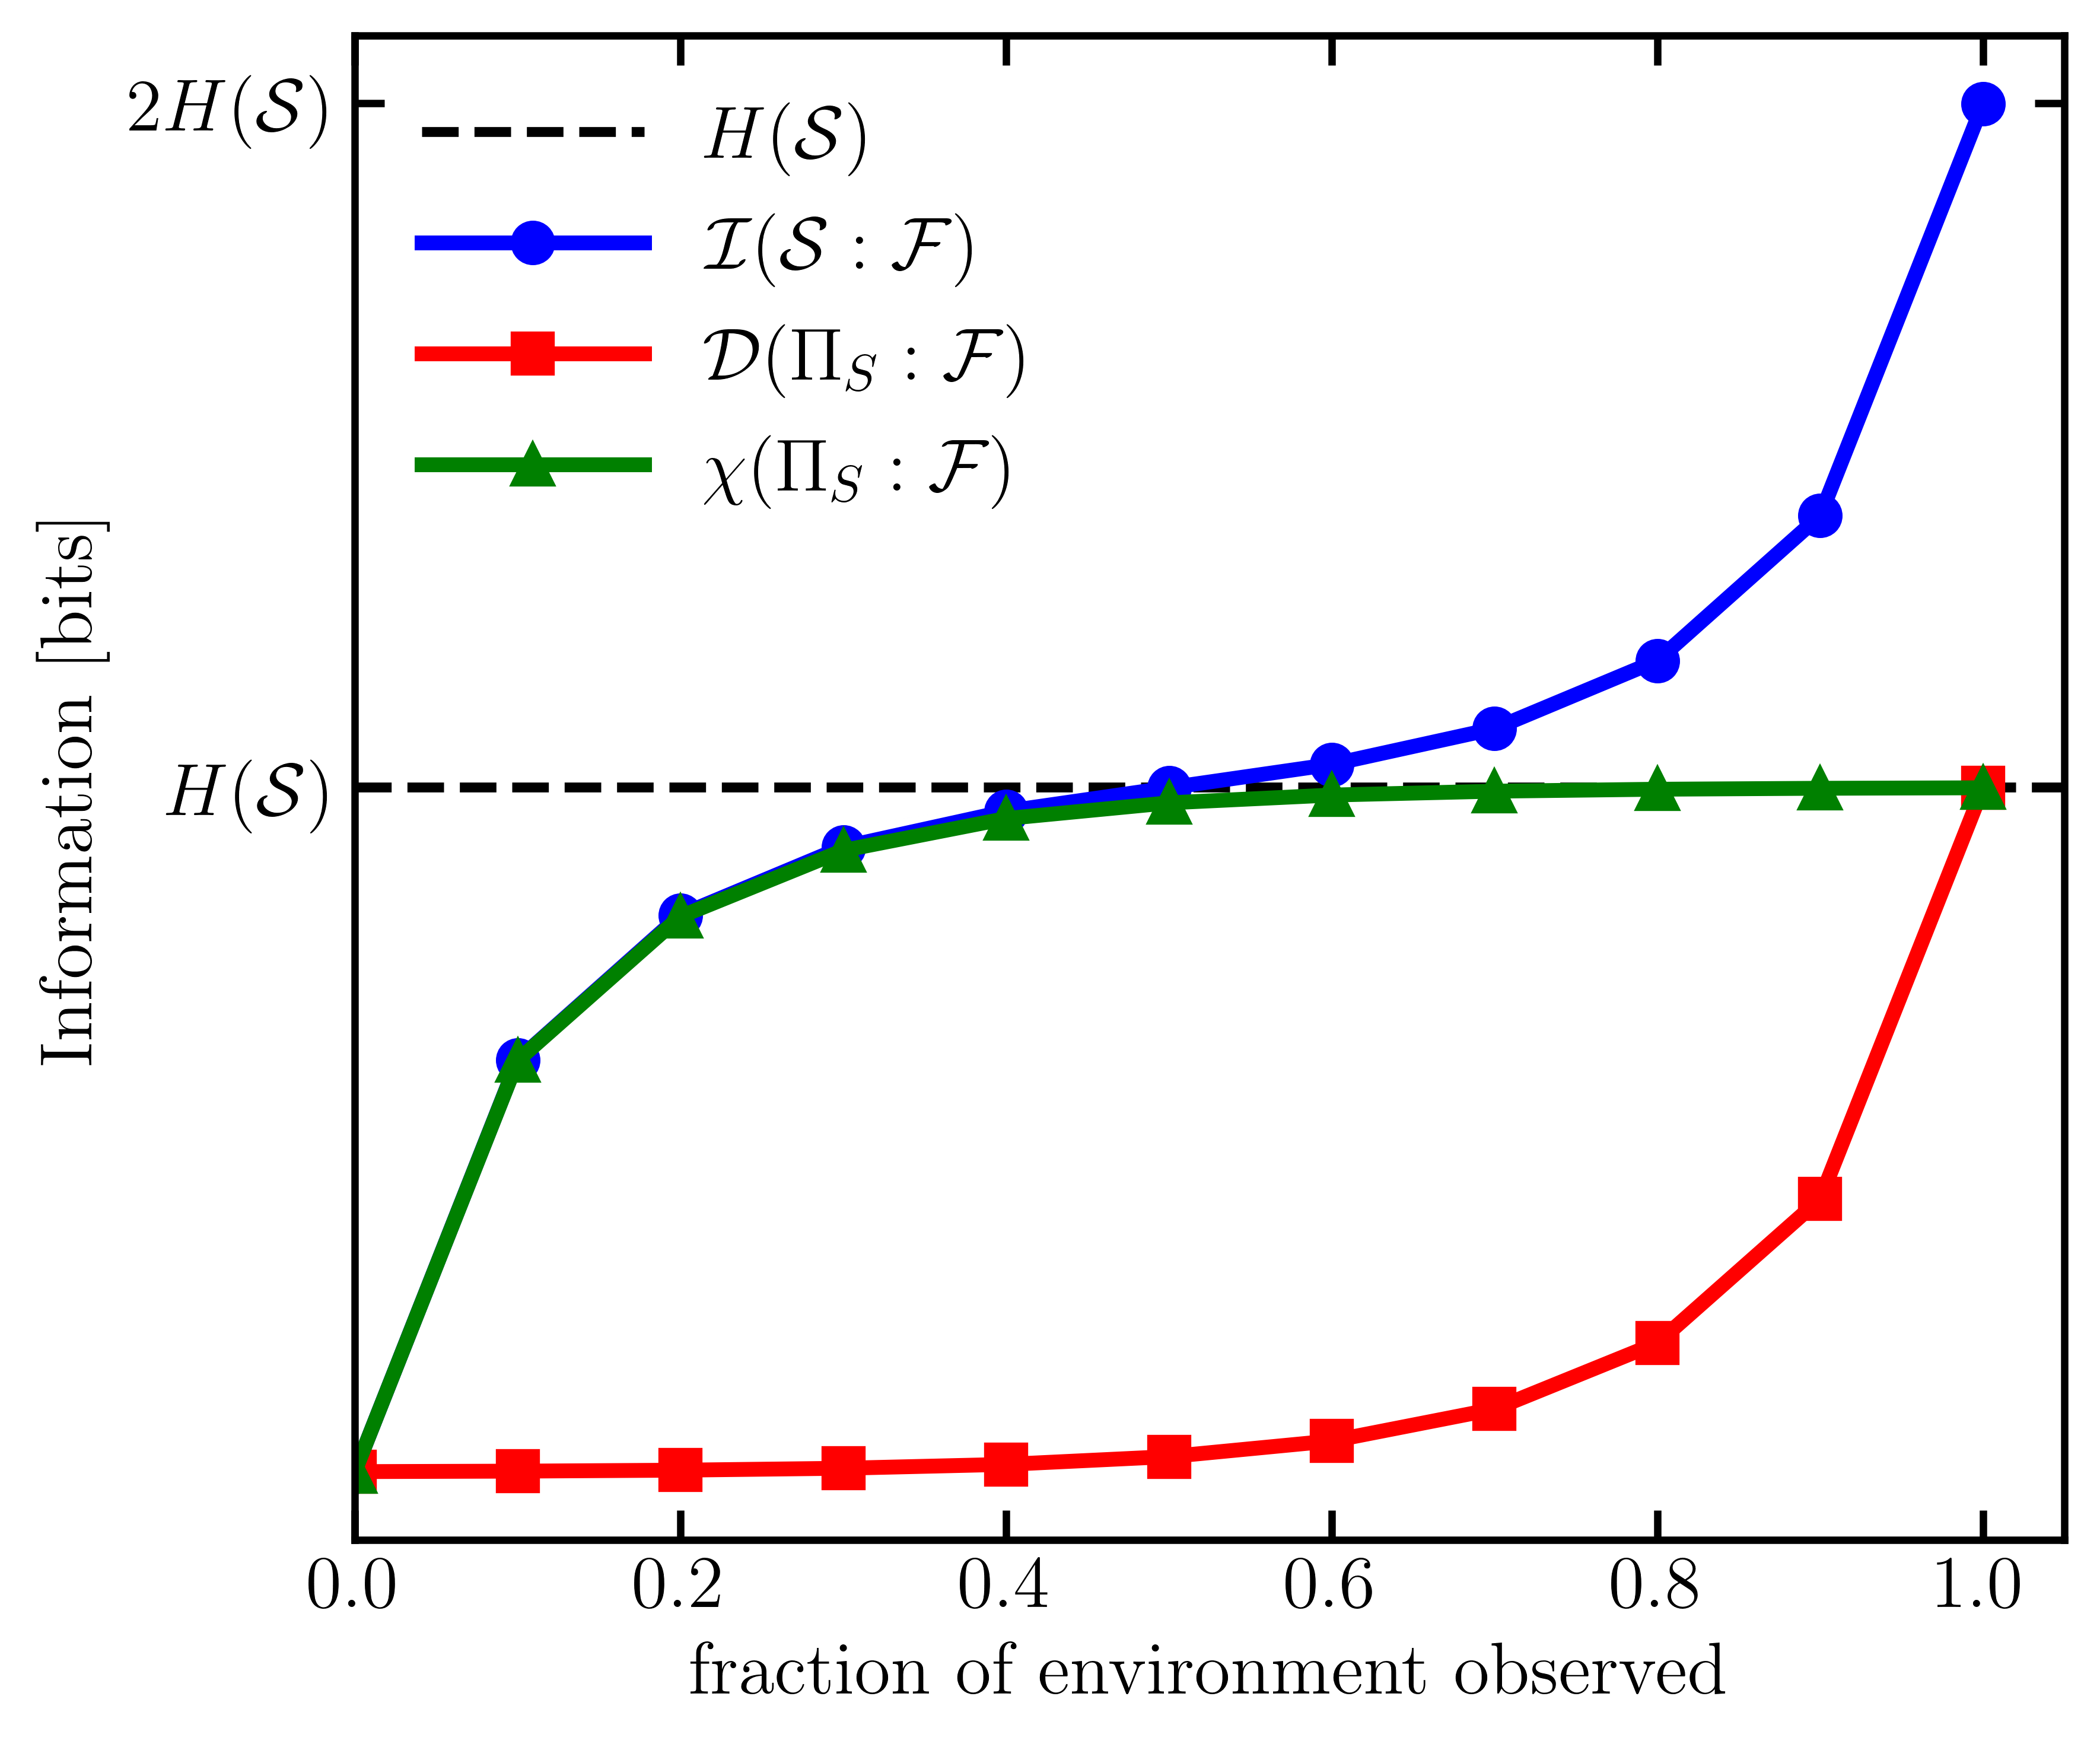 2H(𝒮)
H(𝒮)
ℐ(𝒮 : ℱ)
𝒟(Π_S : ℱ)
χ(Π_S : ℱ)
Information [bits]
H(𝒮)
0.0 0.2 0.4 0.6 0.8 1.0
fraction of environment observed